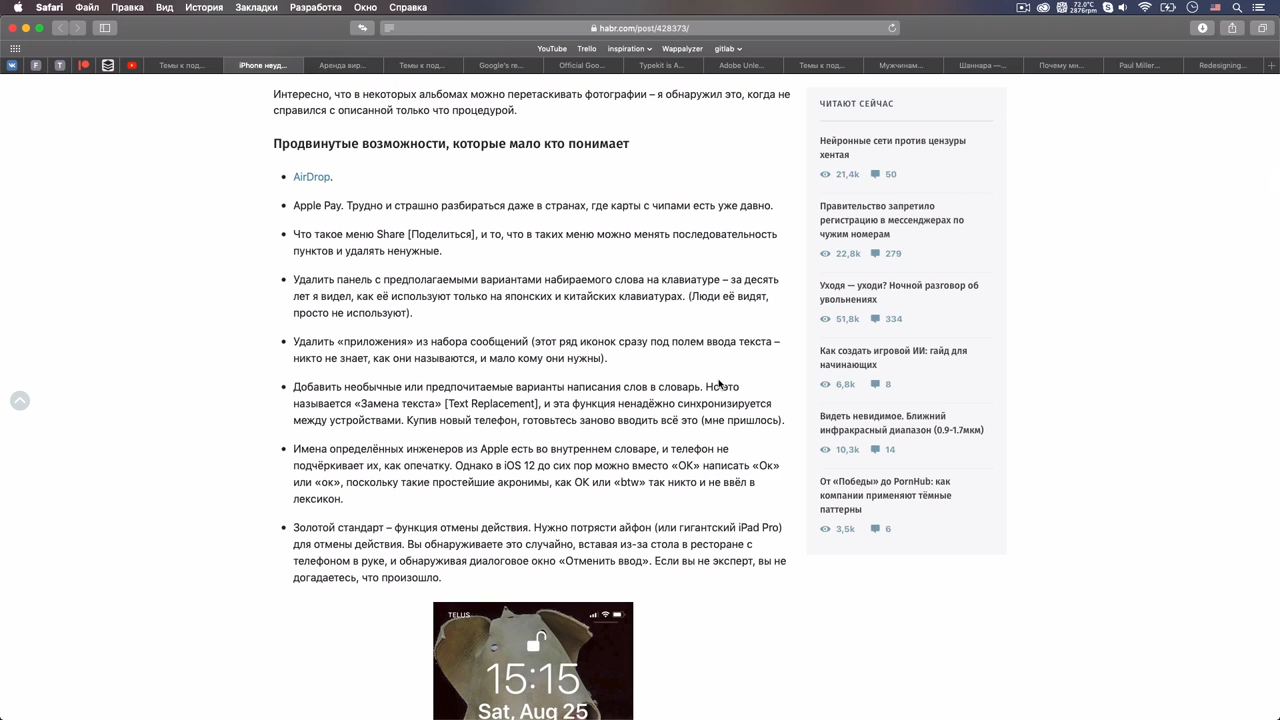 Safari Файл Правка Вид История Закладки Разработка Окно Справка
72.0°C
2876rpm
habr.com/post/428373/
YouTube Trello inspiration Wappalyzer gitlab
Темы к под... iPhone неуд... Аренда вир... Темы к под... Google's re... Official Goo... Typekit is A... Adobe Unle... Темы к под... Мужчинам... Шаннара —... Почему мн... Paul Miller... Redesigning...
Интересно, что в некоторых альбомах можно перетаскивать фотографии – я обнаружил это, когда не
справился с описанной только что процедурой.
Продвинутые возможности, которые мало кто понимает
AirDrop.
Apple Pay. Трудно и страшно разбираться даже в странах, где карты с чипами есть уже давно.
Что такое меню Share [Поделиться], и то, что в таких меню можно менять последовательность
пунктов и удалять ненужные.
Удалить панель с предполагаемыми вариантами набираемого слова на клавиатуре – за десять
лет я видел, как её используют только на японских и китайских клавиатурах. (Люди её видят,
просто не используют).
Удалить «приложения» из набора сообщений (этот ряд иконок сразу под полем ввода текста –
никто не знает, как они называются, и мало кому они нужны).
Добавить необычные или предпочитаемые варианты написания слов в словарь. Но это
называется «Замена текста» [Text Replacement], и эта функция ненадёжно синхронизируется
между устройствами. Купив новый телефон, готовьтесь заново вводить всё это (мне пришлось).
Имена определённых инженеров из Apple есть во внутреннем словаре, и телефон не
подчёркивает их, как опечатку. Однако в iOS 12 до сих пор можно вместо «ОК» написать «Ок»
или «ок», поскольку такие простейшие акронимы, как ОК или «btw» так никто и не ввёл в
лексикон.
Золотой стандарт – функция отмены действия. Нужно потрясти айфон (или гигантский iPad Pro)
для отмены действия. Вы обнаруживаете это случайно, вставая из-за стола в ресторане с
телефоном в руке, и обнаруживая диалоговое окно «Отменить ввод». Если вы не эксперт, вы не
догадаетесь, что произошло.
TELUS
15:15
Sat, Aug 25
ЧИТАЮТ СЕЙЧАС
Нейронные сети против цензуры
хентая
21,4k 50
Правительство запретило
регистрацию в мессенджерах по
чужим номерам
22,8k 279
Уходя — уходи? Ночной разговор об
увольнениях
51,8k 334
Как создать игровой ИИ: гайд для
начинающих
6,8k 8
Видеть невидимое. Ближний
инфракрасный диапазон (0.9-1.7мкм)
10,3k 14
От «Победы» до PornHub: как
компании применяют тёмные
паттерны
3,5k 6